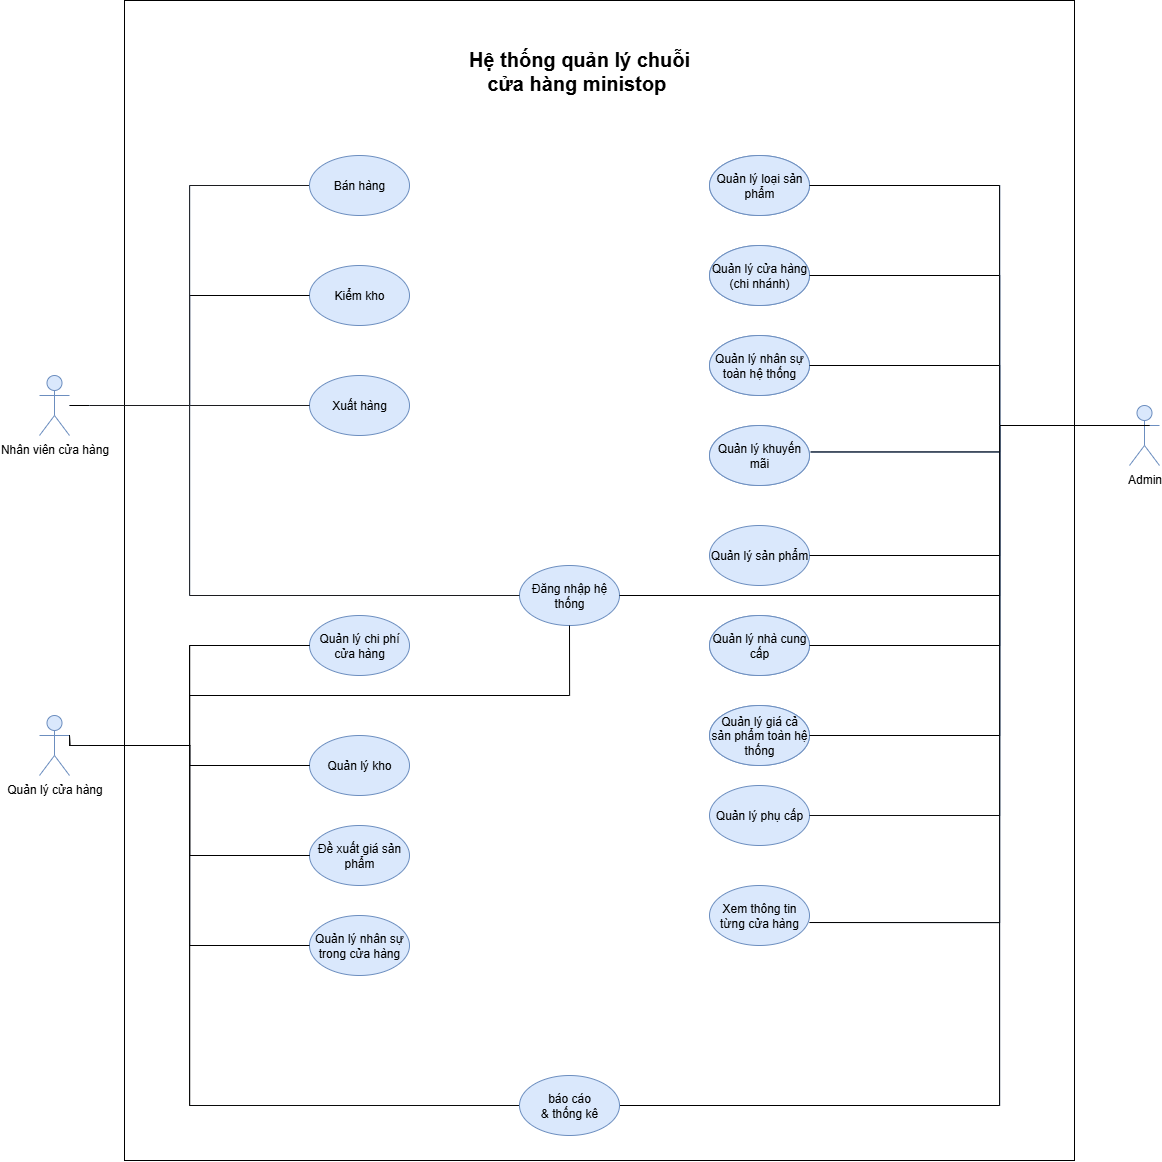 Hệ thống quản lý chuỗi
cửa hàng ministop
Bán hàng
Kiểm kho
Xuất hàng
Nhân viên cửa hàng
Quản lý loại sản
phẩm
Quản lý cửa hàng
(chi nhánh)
Quản lý nhân sự
toàn hệ thống
Quản lý khuyến
mãi
Admin
Quản lý sản phẩm
Đăng nhập hệ
thống
Quản lý chi phí
cửa hàng
Quản lý nhà cung
cấp
Quản lý cửa hàng
Quản lý kho
Quản lý giá cả
sản phẩm toàn hệ
thống
Quản lý phụ cấp
Đề xuất giá sản
phẩm
Quản lý nhân sự
trong cửa hàng
Xem thông tin
từng cửa hàng
báo cáo
& thống kê